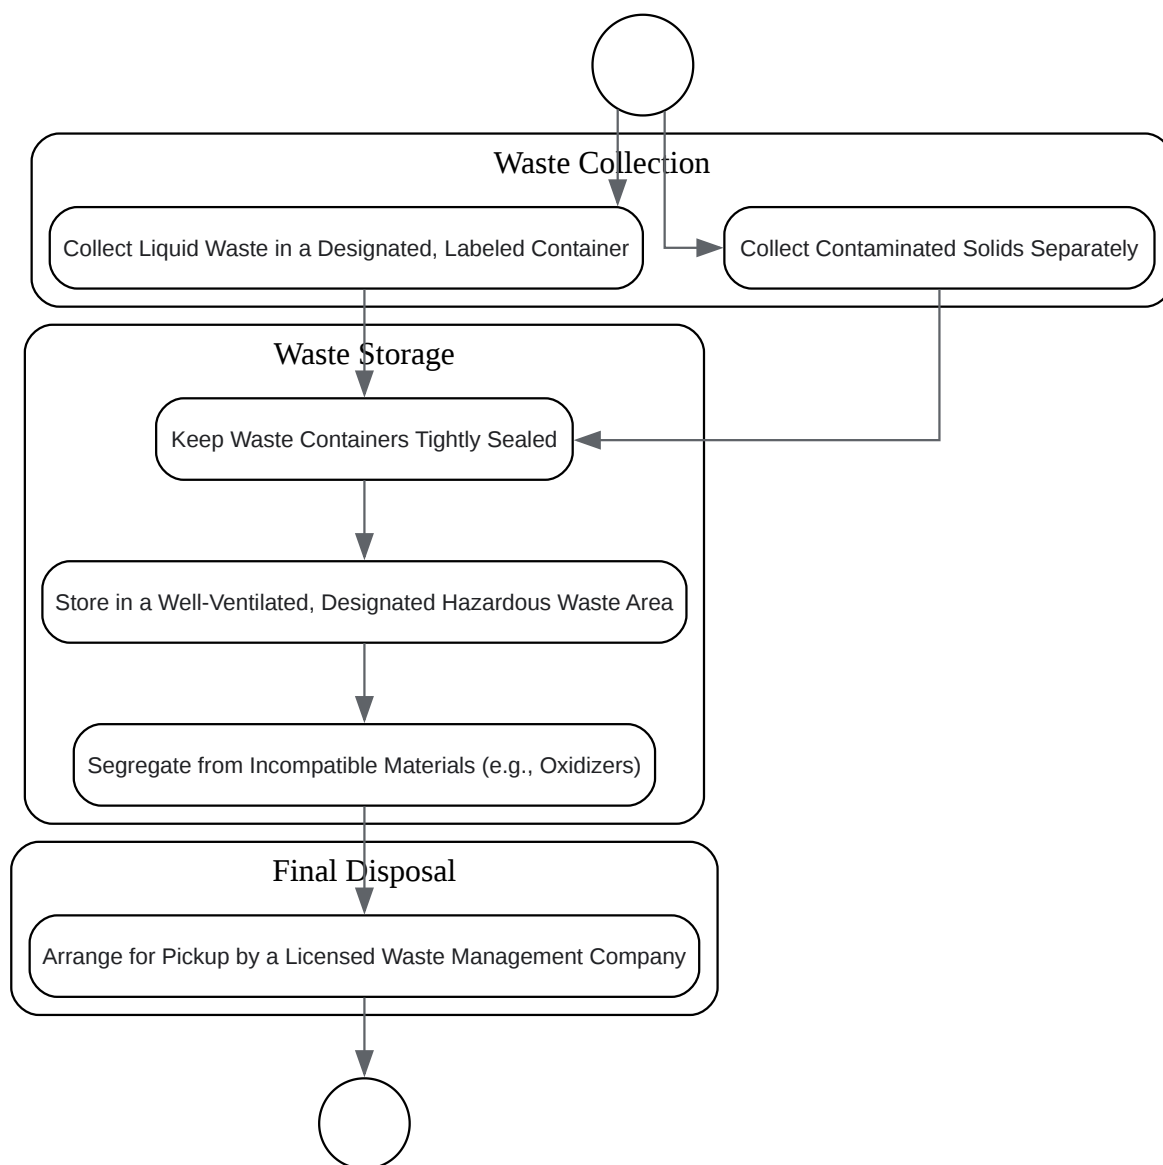 Waste Collection
Collect Liquid Waste in a Designated, Labeled Container
Collect Contaminated Solids Separately
Waste Storage
Keep Waste Containers Tightly Sealed
Store in a Well-Ventilated, Designated Hazardous Waste Area
Segregate from Incompatible Materials (e.g., Oxidizers)
Final Disposal
Arrange for Pickup by a Licensed Waste Management Company